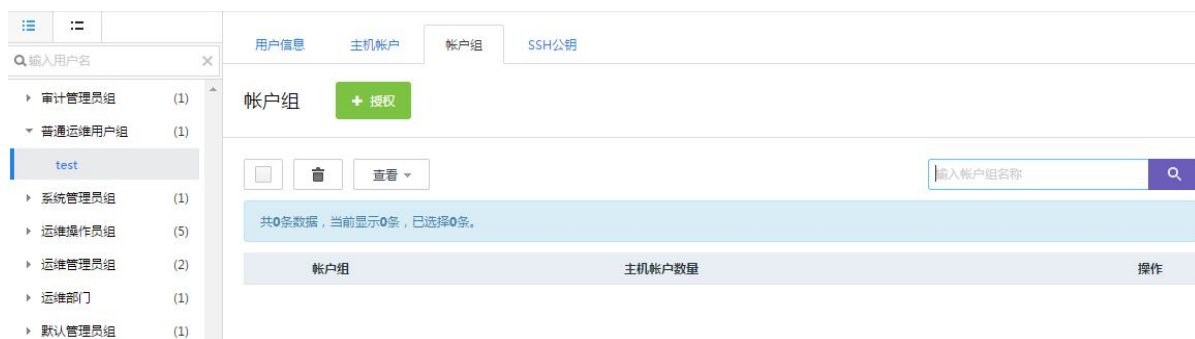 用户信息 主机帐户 帐户组 SSH公钥
输入用户名
审计管理员组 (1)
普通运维用户组 (1)
test
系统管理员组 (1)
运维操作员组 (5)
运维管理员组 (2)
运维部门 (1)
默认管理员组 (1)
帐户组 + 授权
查看
输入帐户组名称
共0条数据，当前显示0条，已选择0条。
帐户组 主机帐户数量 操作